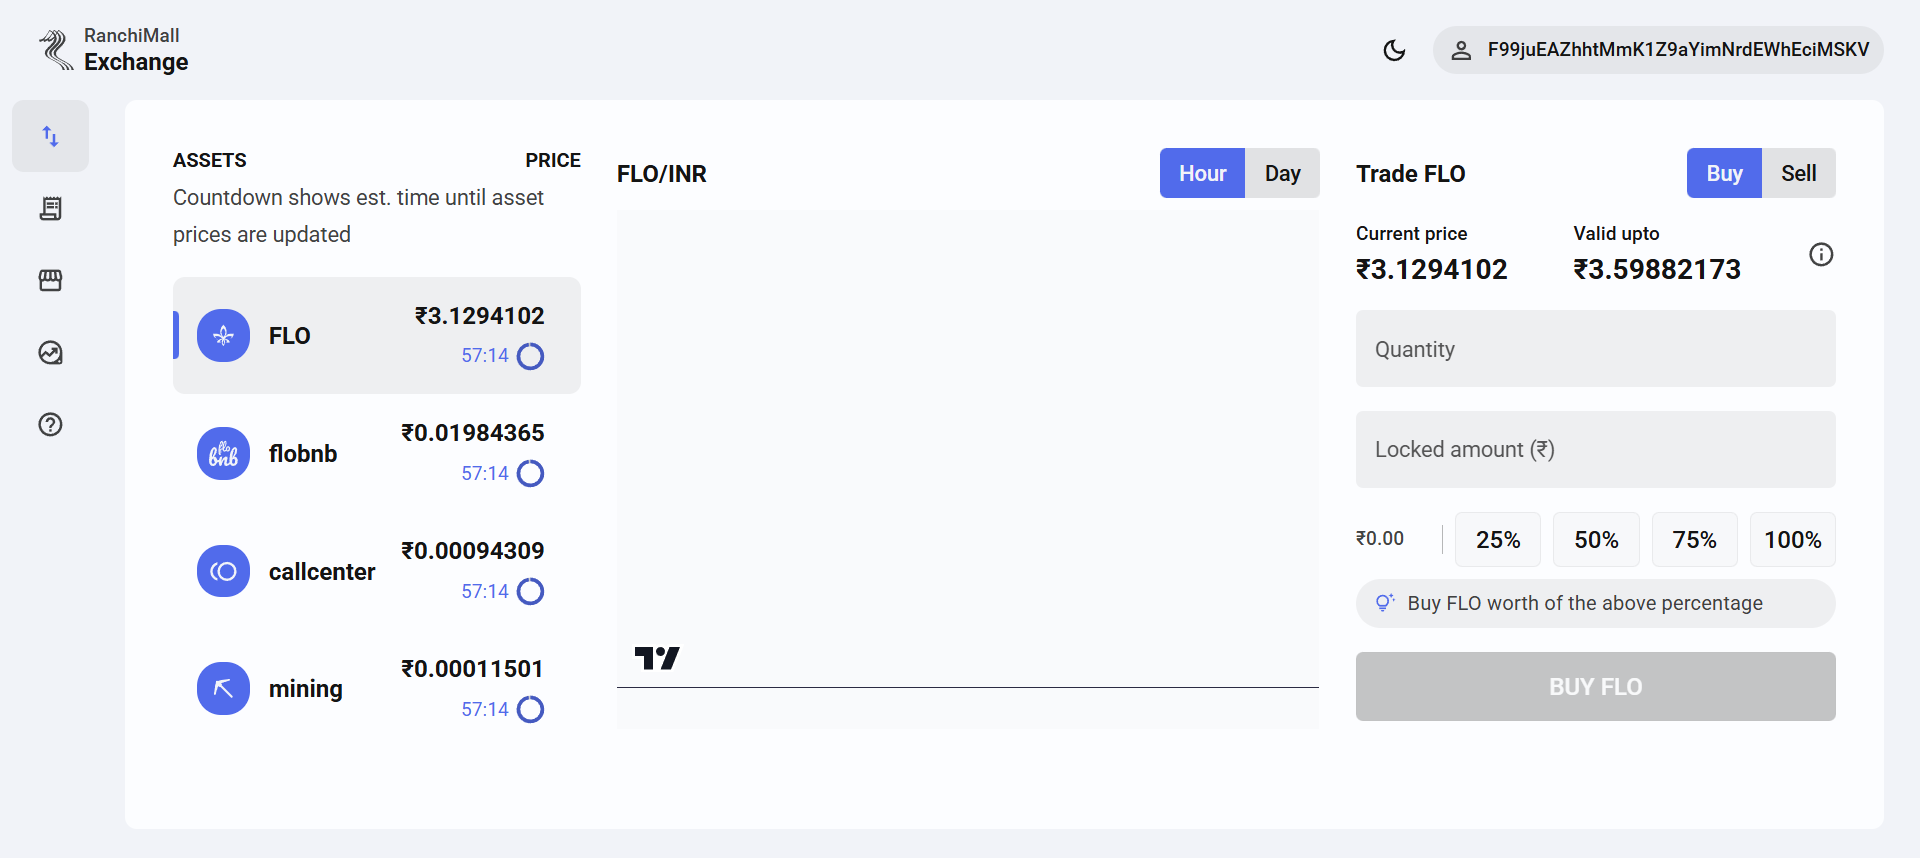 RanchiMall
Exchange
F99juEAZhhtMmK1Z9aYimNrdEWhEciMSKV
ASSETS PRICE
Countdown shows est. time until asset
prices are updated
FLO ₹3.1294102
57:14
flobnb ₹0.01984365
57:14
callcenter ₹0.00094309
57:14
mining ₹0.00011501
57:14
FLO/INR Hour Day
Trade FLO Buy Sell
Current price Valid upto
₹3.1294102 ₹3.59882173
Quantity
Locked amount (₹)
₹0.00 25% 50% 75% 100%
Buy FLO worth of the above percentage
BUY FLO